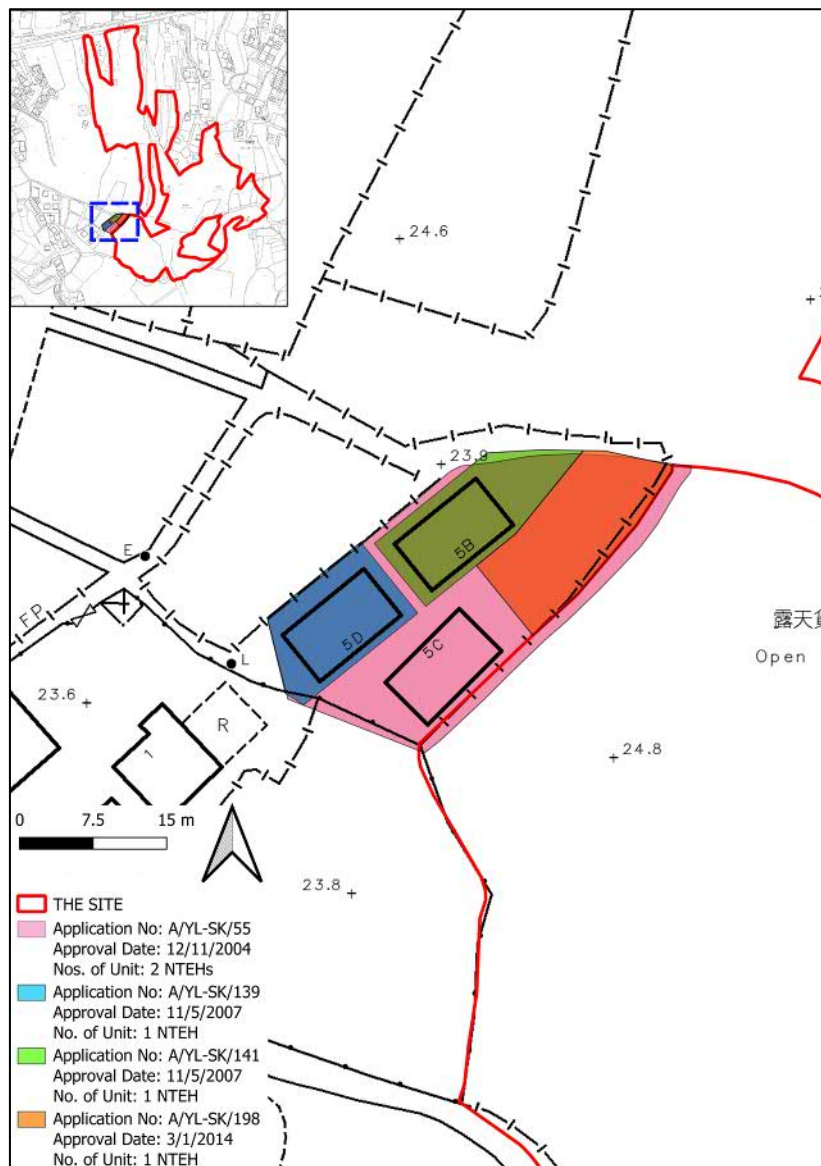 24.6
23.9
5B
E
5D
5C
FP
L
露天
Open
23.6
R
24.8
1
0 7.5 15 m
23.8
THE SITE
Application No: A/YL-SK/55
Approval Date: 12/11/2004
Nos. of Unit: 2 NTEHs
Application No: A/YL-SK/139
Approval Date: 11/5/2007
No. of Unit: 1 NTEH
Application No: A/YL-SK/141
Approval Date: 11/5/2007
No. of Unit: 1 NTEH
Application No: A/YL-SK/198
Approval Date: 3/1/2014
No. of Unit: 1 NTEH